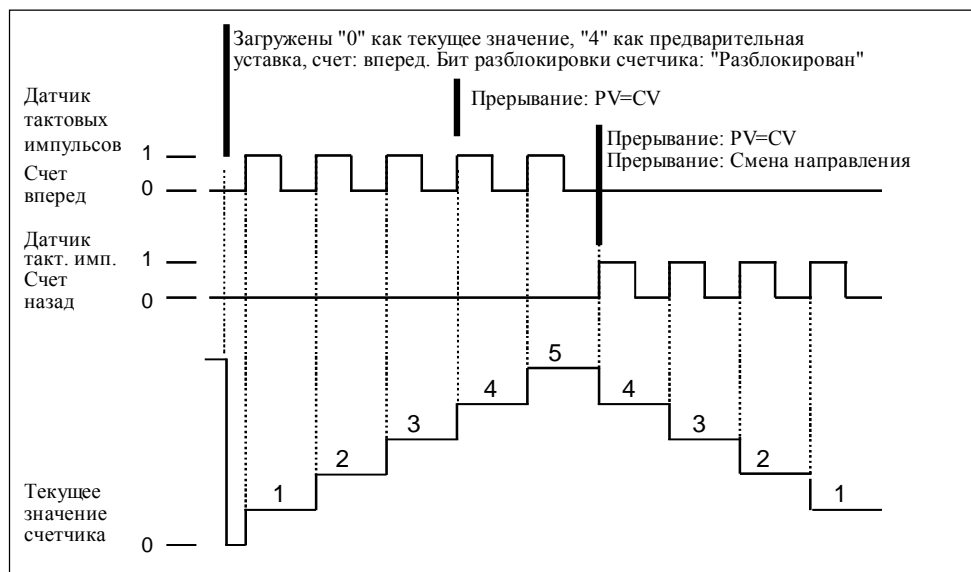 Загружены "0" как текущее значение, "4" как предварительная
уставка, счет: вперед. Бит разблокировки счетчика: "Разблокирован"
Прерывание: PV=CV
Прерывание: PV=CV
Прерывание: Смена направления
Датчик
тактовых
импульсов
Счет
вперед
1
0
Датчик
такт. имп.
Счет
назад
1
0
5
4
4
3
3
2
2
1
1
Текущее
значение
счетчика
0